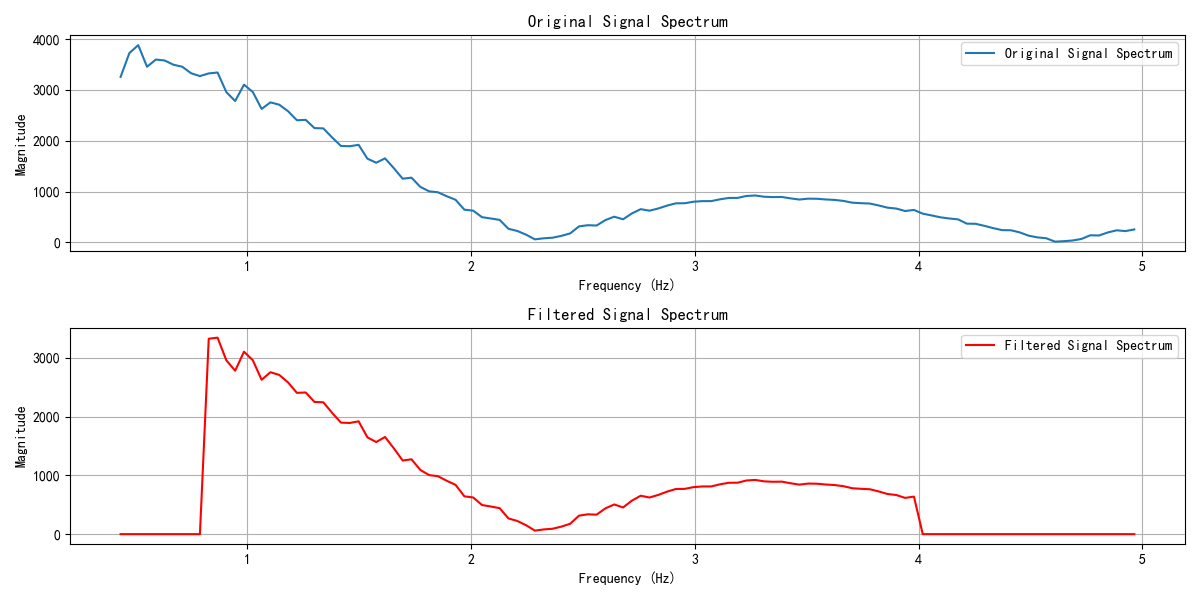 Original Signal Spectrum
Original Signal Spectrum
Magnitude
4000
3000
2000
1000
0
1 2 3 4 5
Frequency (Hz)
Filtered Signal Spectrum
Filtered Signal Spectrum
Magnitude
3000
2000
1000
0
1 2 3 4 5
Frequency (Hz)